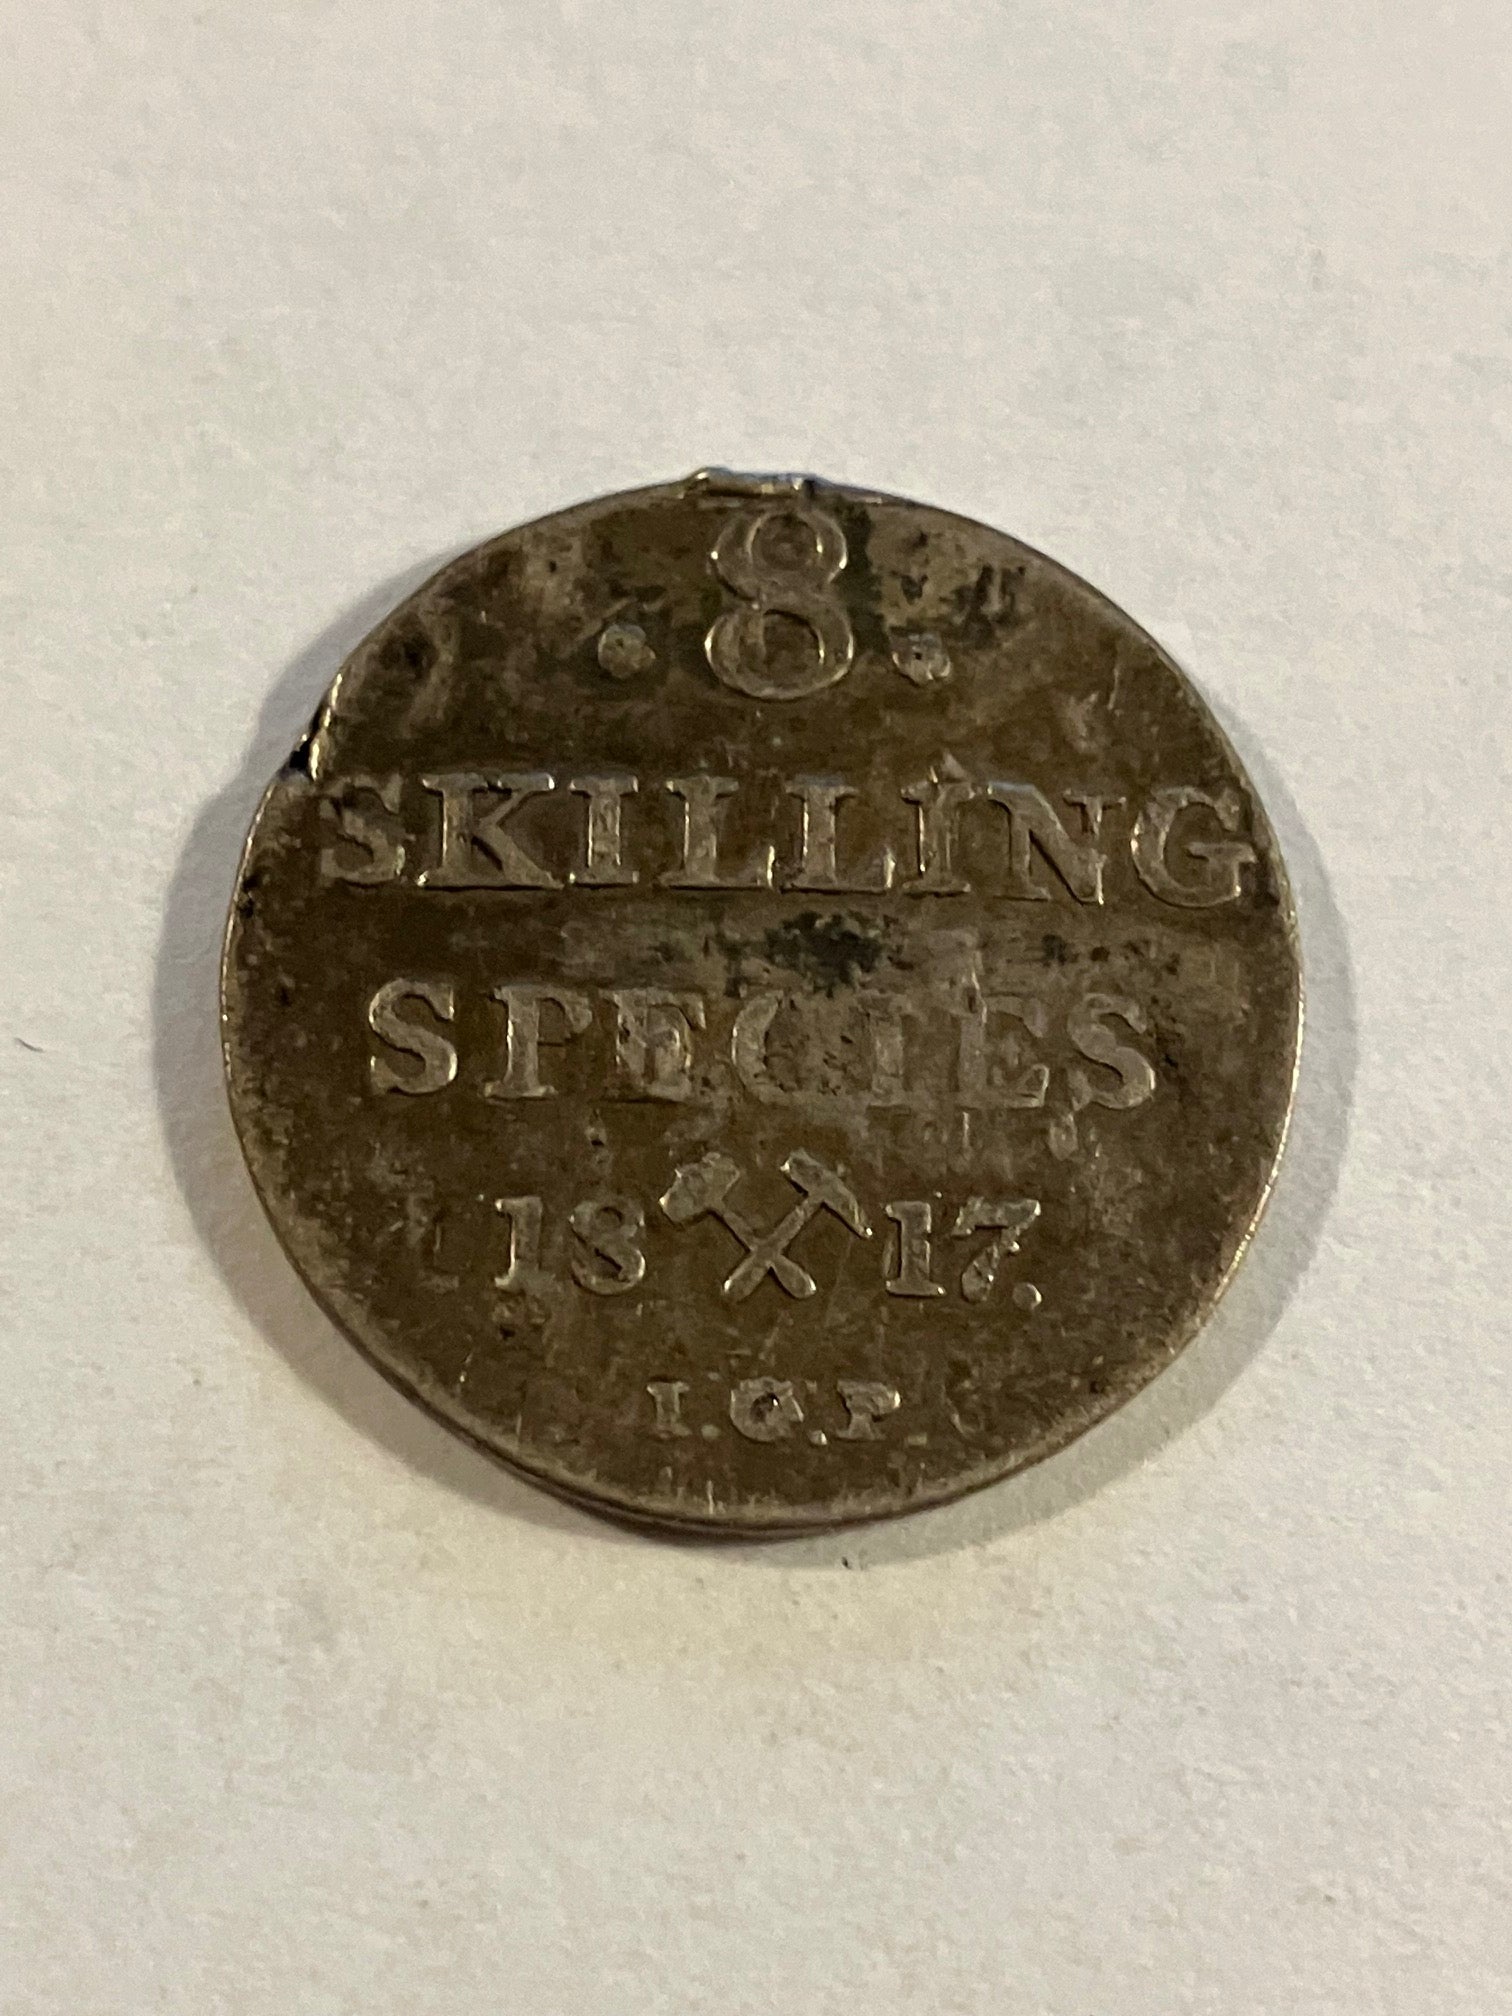 . 8 .
SKILLING
SPECIES
18 17.
I.G.P